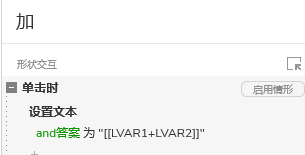 加
形状交互
单击时
启用情形
设置文本
and答案 为 "[[LVAR1+LVAR2]]"